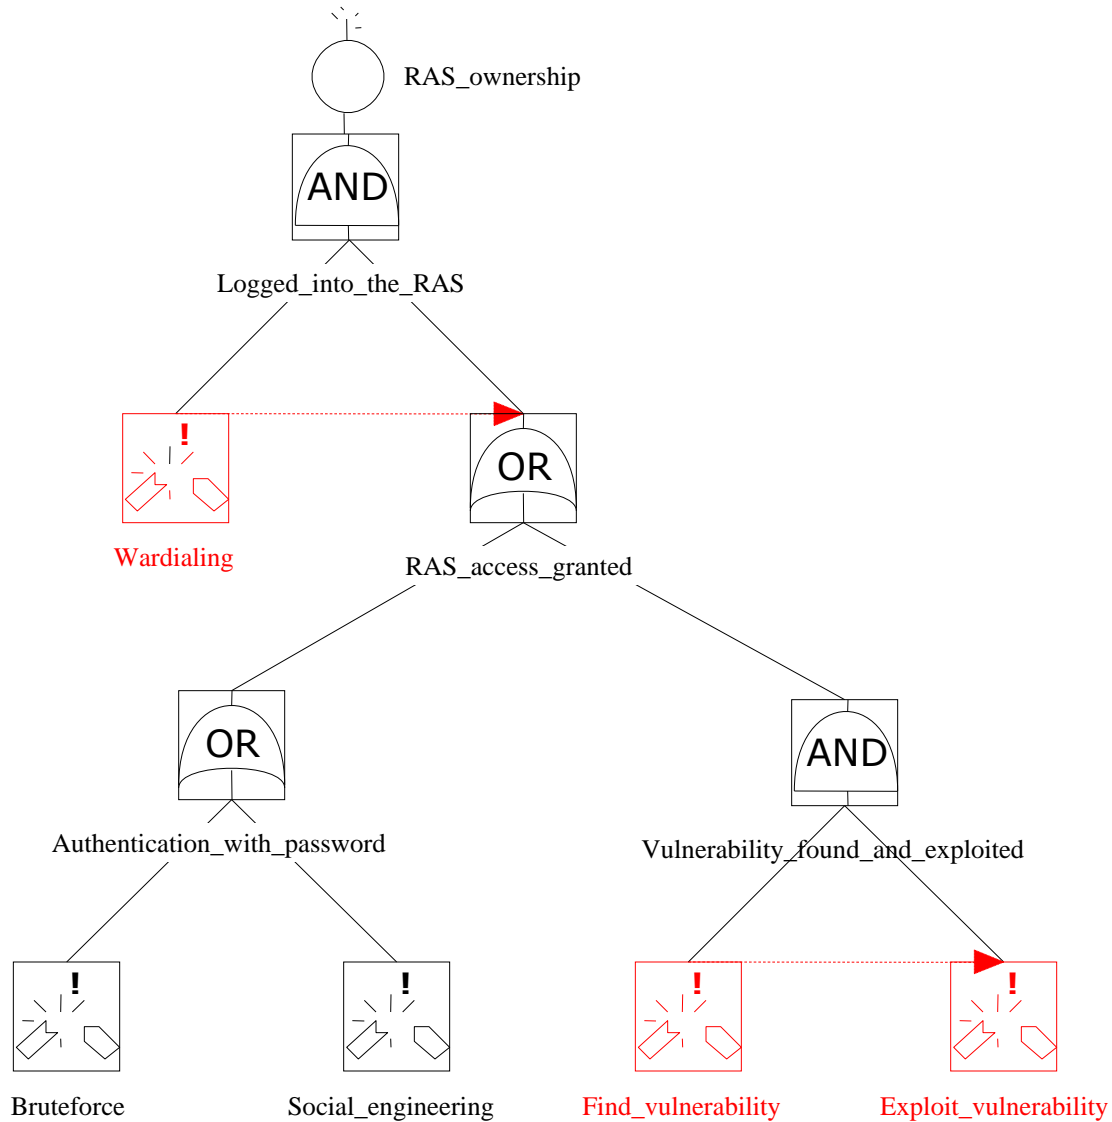 RAS_ownership
AND
Logged_into_the_RAS
!
OR
Wardialing
RAS_access_granted
OR
AND
Authentication_with_password
Vulnerability_found_and_exploited
! ! ! !
Bruteforce Social_engineering Find_vulnerability Exploit_vulnerability